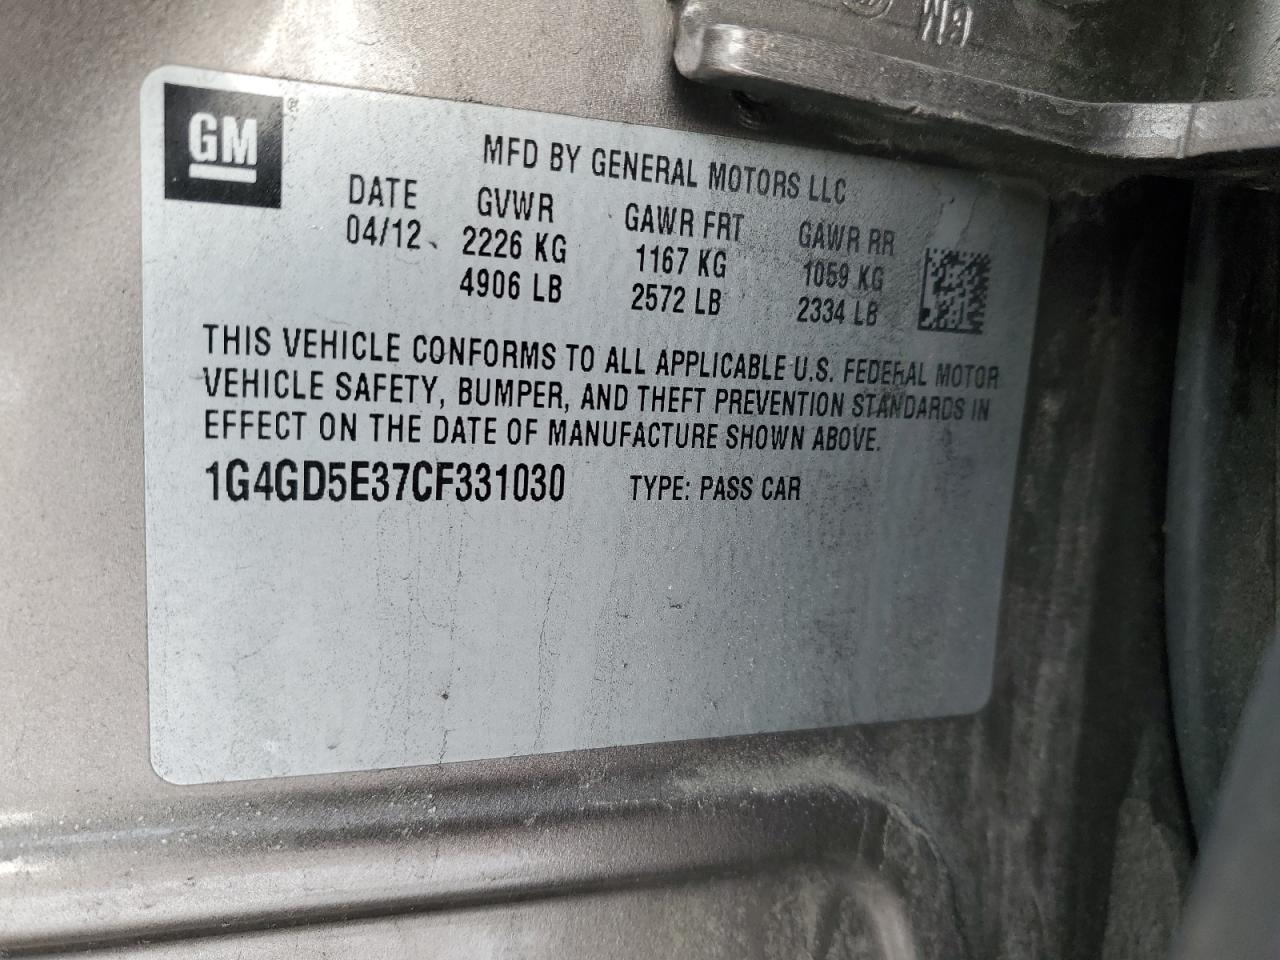 GM
®
MFD BY GENERAL MOTORS LLC
DATE GVWR GAWR FRT GAWR RR
04/12 2226 KG 1167 KG 1059 KG
4906 LB 2572 LB 2334 LB
THIS VEHICLE CONFORMS TO ALL APPLICABLE U.S. FEDERAL MOTOR
VEHICLE SAFETY, BUMPER, AND THEFT PREVENTION STANDARDS IN
EFFECT ON THE DATE OF MANUFACTURE SHOWN ABOVE.
1G4GD5E37CF331030 TYPE: PASS CAR